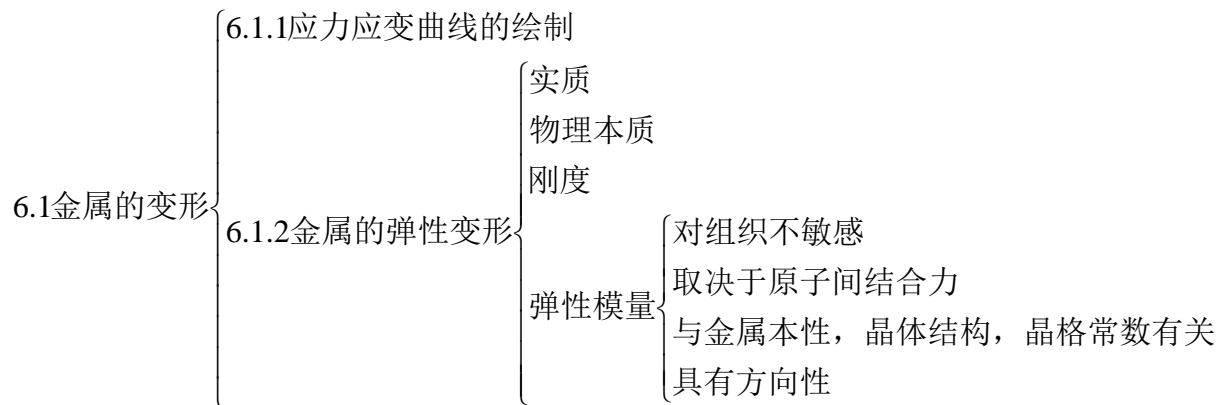 6.1.1应力应变曲线的绘制
实质
物理本质
刚度
6.1金属的变形
6.1.2金属的弹性变形
对组织不敏感
取决于原子间结合力
弹性模量
与金属本性，晶体结构，晶格常数有关
具有方向性